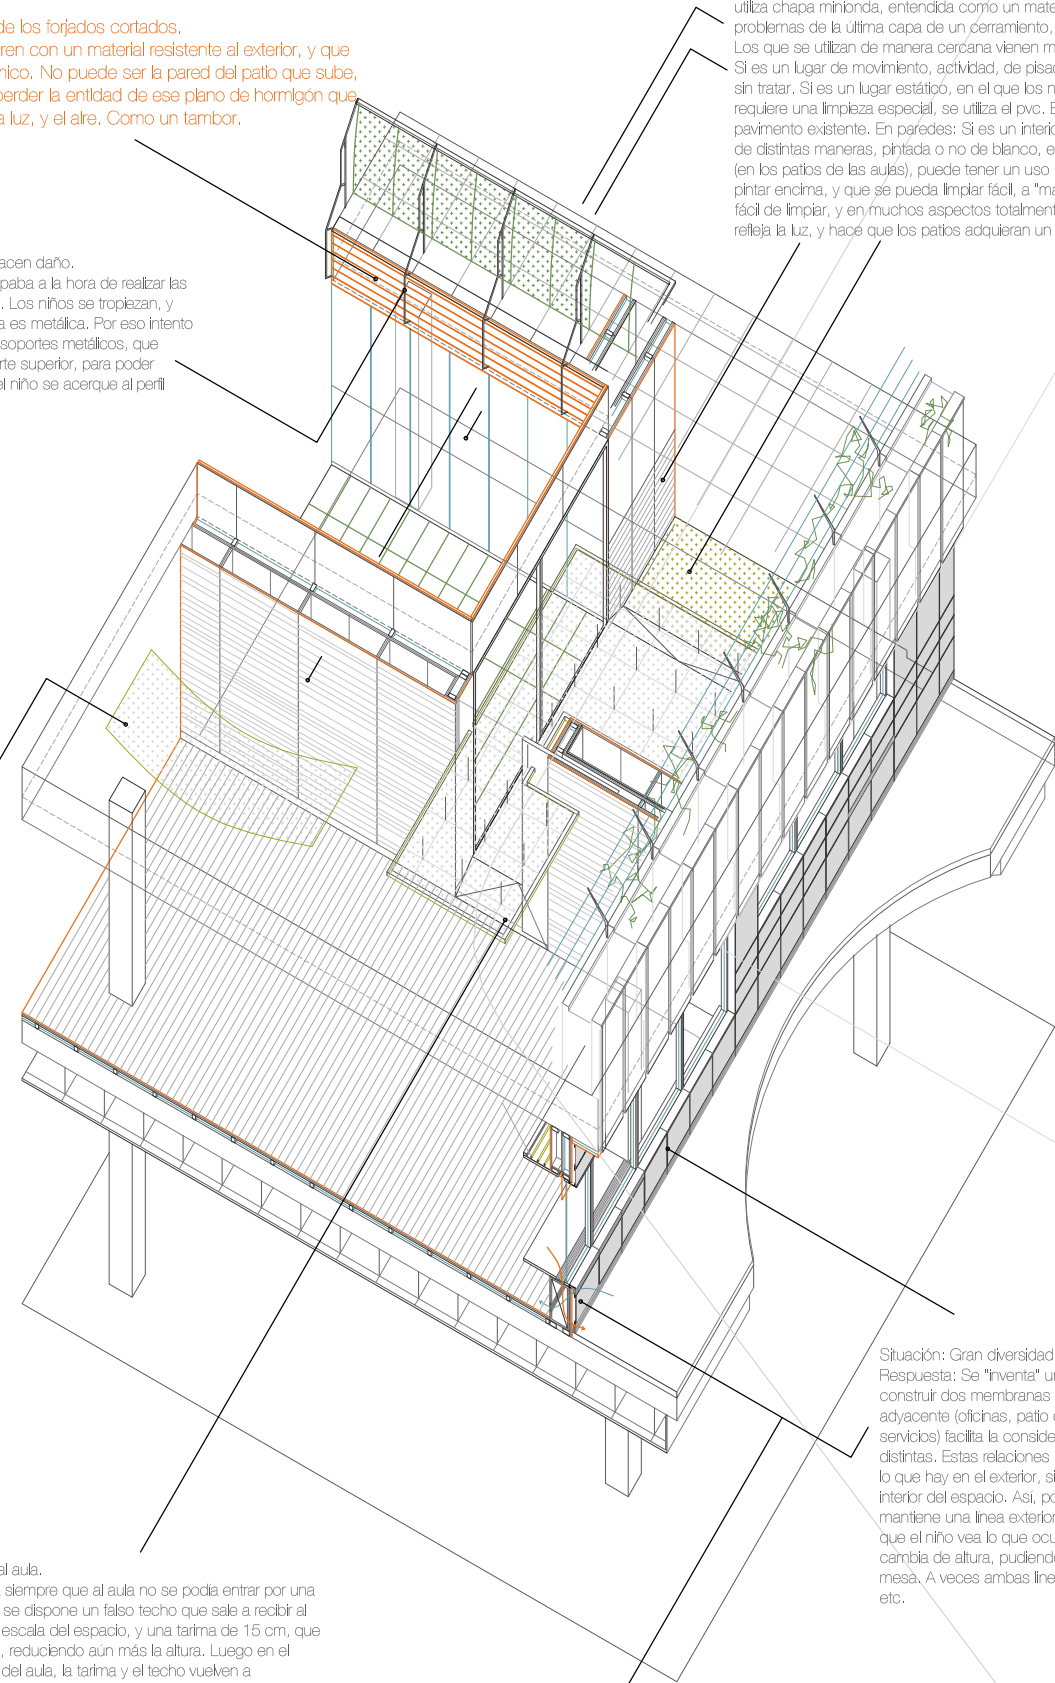 de los forjados cortados.
ren con un material resistente al exterior, y que
nico. No puede ser la pared del patio que sube,
perder la entidad de ese plano de hormigón que
a luz, y el aire. Como un tambor.
utiliza chapa minionda, entendida como un mate
problemas de la última capa de un cerramiento,
Los que se utilizan de manera cercana vienen m
Si es un lugar de movimiento, actividad, de pisad
sin tratar. Si es un lugar estático, en el que los n
requiere una limpieza especial, se utiliza el pvc. E
pavimento existente. En paredes: Si es un interio
de distintas maneras, pintada o no de blanco, e
(en los patios de las aulas), puede tener un uso
pintar encima, y que se pueda limpiar fácil, a "ma
fácil de limpiar, y en muchos aspectos totalment
refleja la luz, y hace que los patios adquieran un
acen daño.
paba a la hora de realizar las
. Los niños se tropiezan, y
a es metálica. Por eso intento
soportes metálicos, que
rte superior, para poder
el niño se acerque al perfil
Situación: Gran diversidad
Respuesta: Se "inventa" un
construir dos membranas
adyacente (oficinas, patio
servicios) facilita la conside
distintas. Estas relaciones
lo que hay en el exterior, si
interior del espacio. Así, po
mantiene una línea exterior
que el niño vea lo que ocu
cambia de altura, pudiendo
mesa. A veces ambas líne
etc.
al aula.
siempre que al aula no se podía entrar por una
se dispone un falso techo que sale a recibir al
escala del espacio, y una tarima de 15 cm, que
, reduciendo aún más la altura. Luego en el
del aula, la tarima y el techo vuelven a